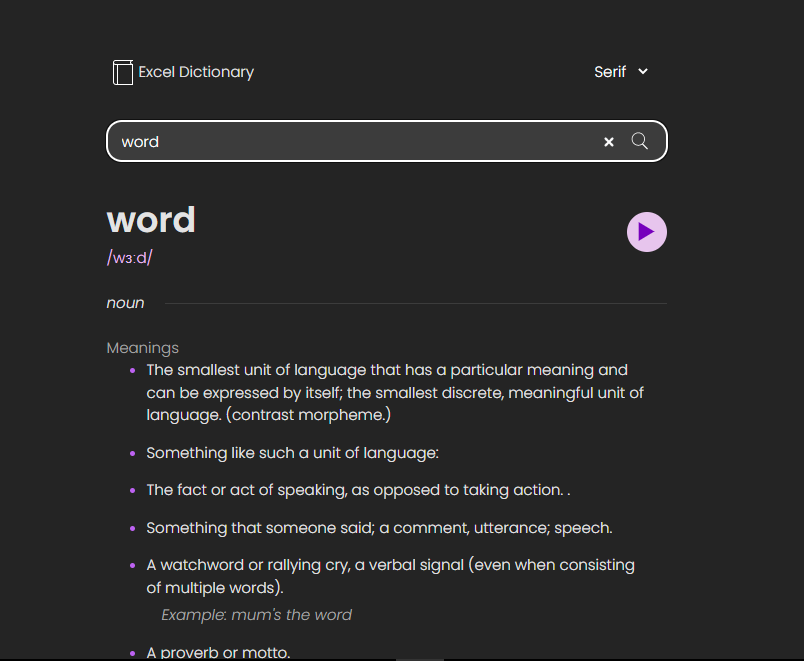 Excel Dictionary Serif
word
word
/wɜːd/
noun
Meanings
The smallest unit of language that has a particular meaning and
can be expressed by itself; the smallest discrete, meaningful unit of
language. (contrast morpheme.)
Something like such a unit of language:
The fact or act of speaking, as opposed to taking action. .
Something that someone said; a comment, utterance; speech.
A watchword or rallying cry, a verbal signal (even when consisting
of multiple words).
Example: mum's the word
A proverb or motto.